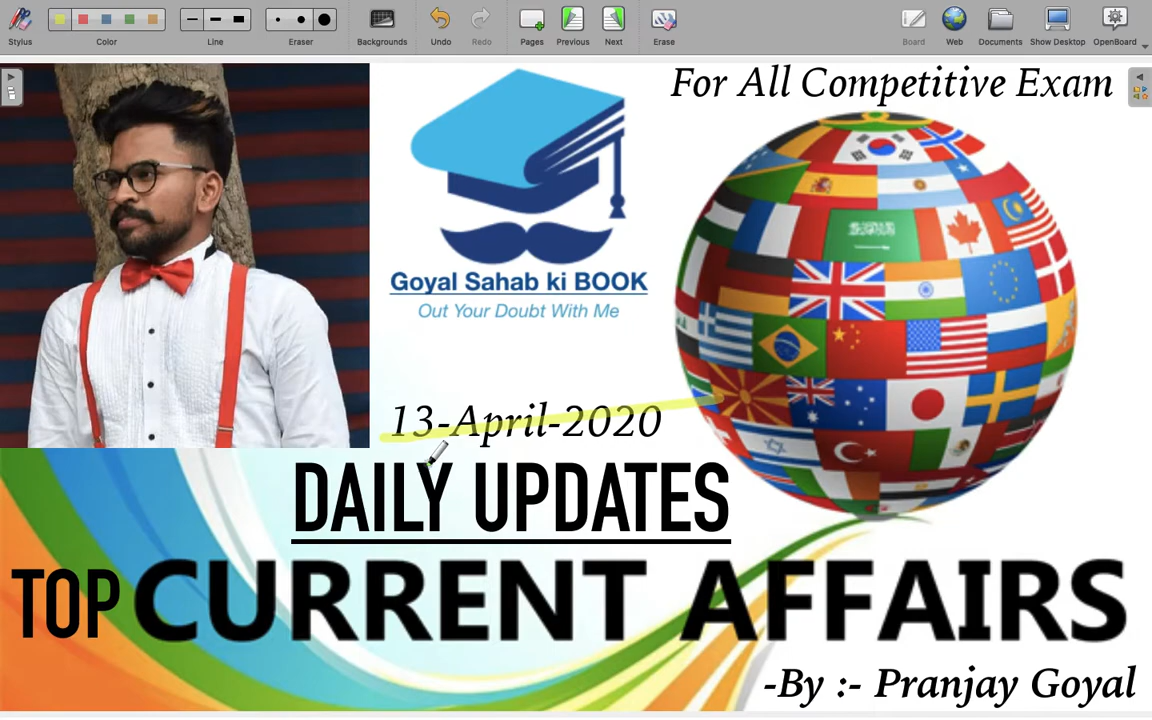 Stylus
Color
Line
Eraser
Backgrounds
Undo
Redo
Pages
Previous
Next
Erase
Board
Web
Documents
Show Desktop
OpenBoard
For All Competitive Exam
Goyal Sahab ki BOOK
Out Your Doubt With Me
13-April-2020
DAILY UPDATES
TOP CURRENT AFFAIRS
-By :- Pranjay Goyal